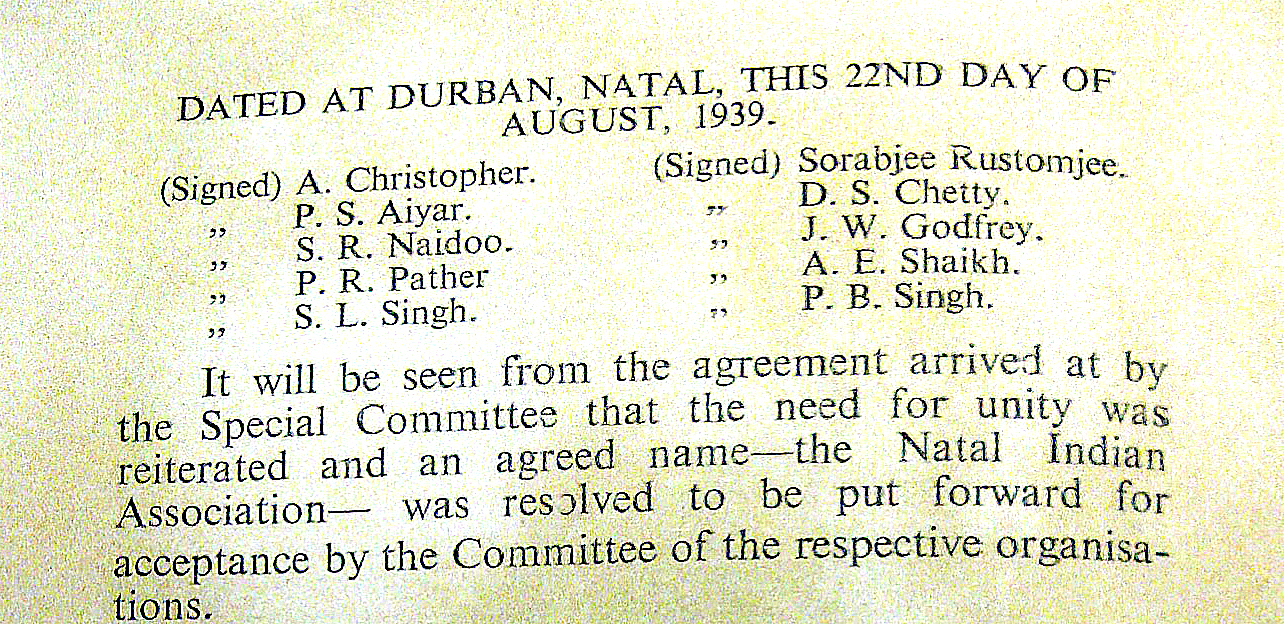 DATED AT DURBAN, NATAL, THIS 22ND DAY OF
AUGUST, 1939.
(Signed) A. Christopher. (Signed) Sorabjee Rustomjee.
„ P. S. Aiyar. „ D. S. Chetty.
„ S. R. Naidoo. „ J. W. Godfrey.
„ P. R. Pather „ A. E. Shaikh.
„ S. L. Singh. „ P. B. Singh.
It will be seen from the agreement arrived at by
the Special Committee that the need for unity was
reiterated and an agreed name—the Natal Indian
Association— was resolved to be put forward for
acceptance by the Committee of the respective organisa-
tions.